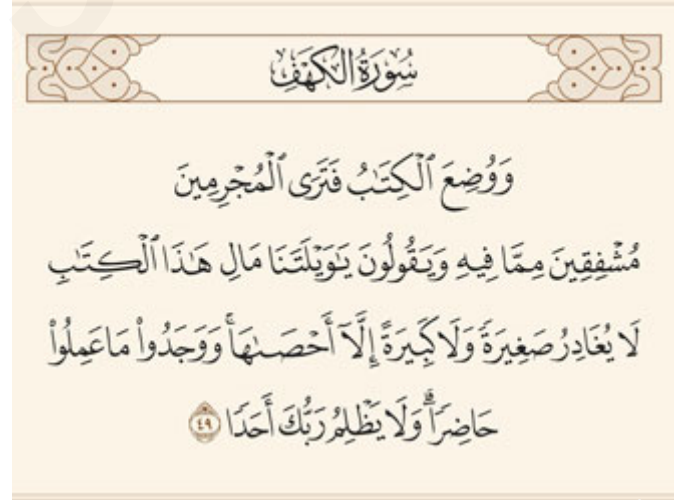 سُورَةُ الكَهْفِ
وَوُضِعَ ٱلْكِتَٰبُ فَتَرَى ٱلْمُجْرِمِينَ
مُشْفِقِينَ مِمَّا فِيهِ وَيَقُولُونَ يَٰوَيْلَتَنَا مَالِ هَٰذَا ٱلْكِتَٰبِ
لَا يُغَادِرُ صَغِيرَةً وَلَا كَبِيرَةً إِلَّآ أَحْصَىٰهَا ۚ وَوَجَدُوا۟ مَا عَمِلُوا۟
حَاضِرًا ۗ وَلَا يَظْلِمُ رَبُّكَ أَحَدًا ٤٩